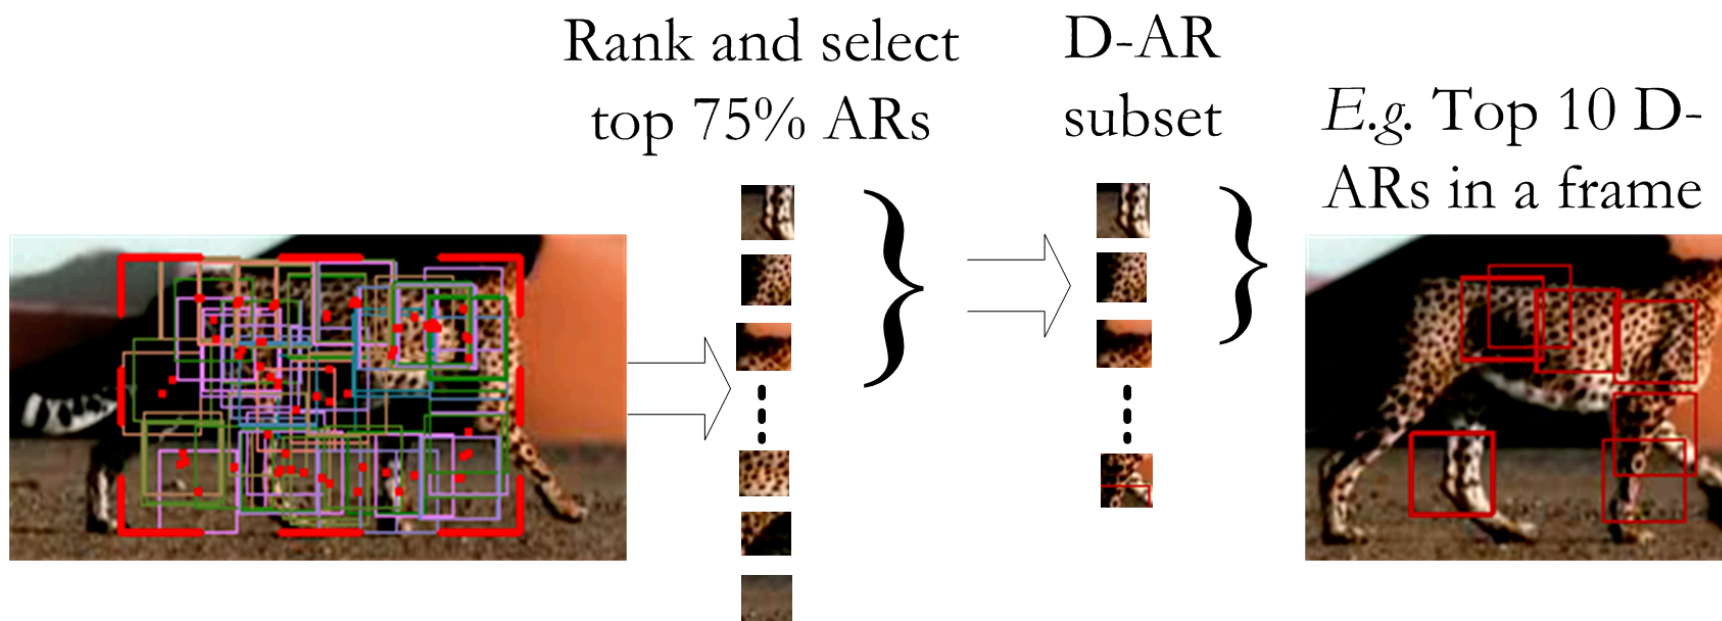 Rank and select
top 75% ARs
D-AR
subset
E.g. Top 10 D-
ARs in a frame